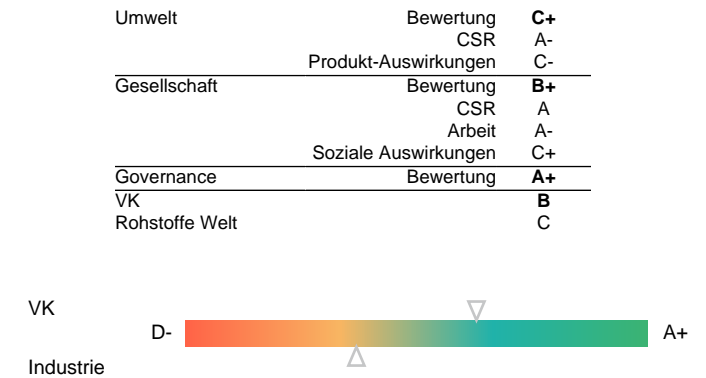 Umwelt Bewertung C+
CSR A-
Produkt-Auswirkungen C-
Gesellschaft Bewertung B+
CSR A
Arbeit A-
Soziale Auswirkungen C+
Governance Bewertung A+
VK B
Rohstoffe Welt C
VK
D- A+
Industrie